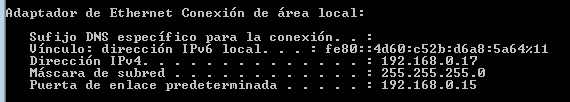 Adaptador de Ethernet Conexión de área local:
Sufijo DNS específico para la conexión. . :
Vínculo: dirección IPv6 local. . . : fe80::4d60:c52b:d6a8:5a64%11
Dirección IPv4. . . . . . . . . . . . . . : 192.168.0.17
Máscara de subred . . . . . . . . . . . . : 255.255.255.0
Puerta de enlace predeterminada . . . . . : 192.168.0.15